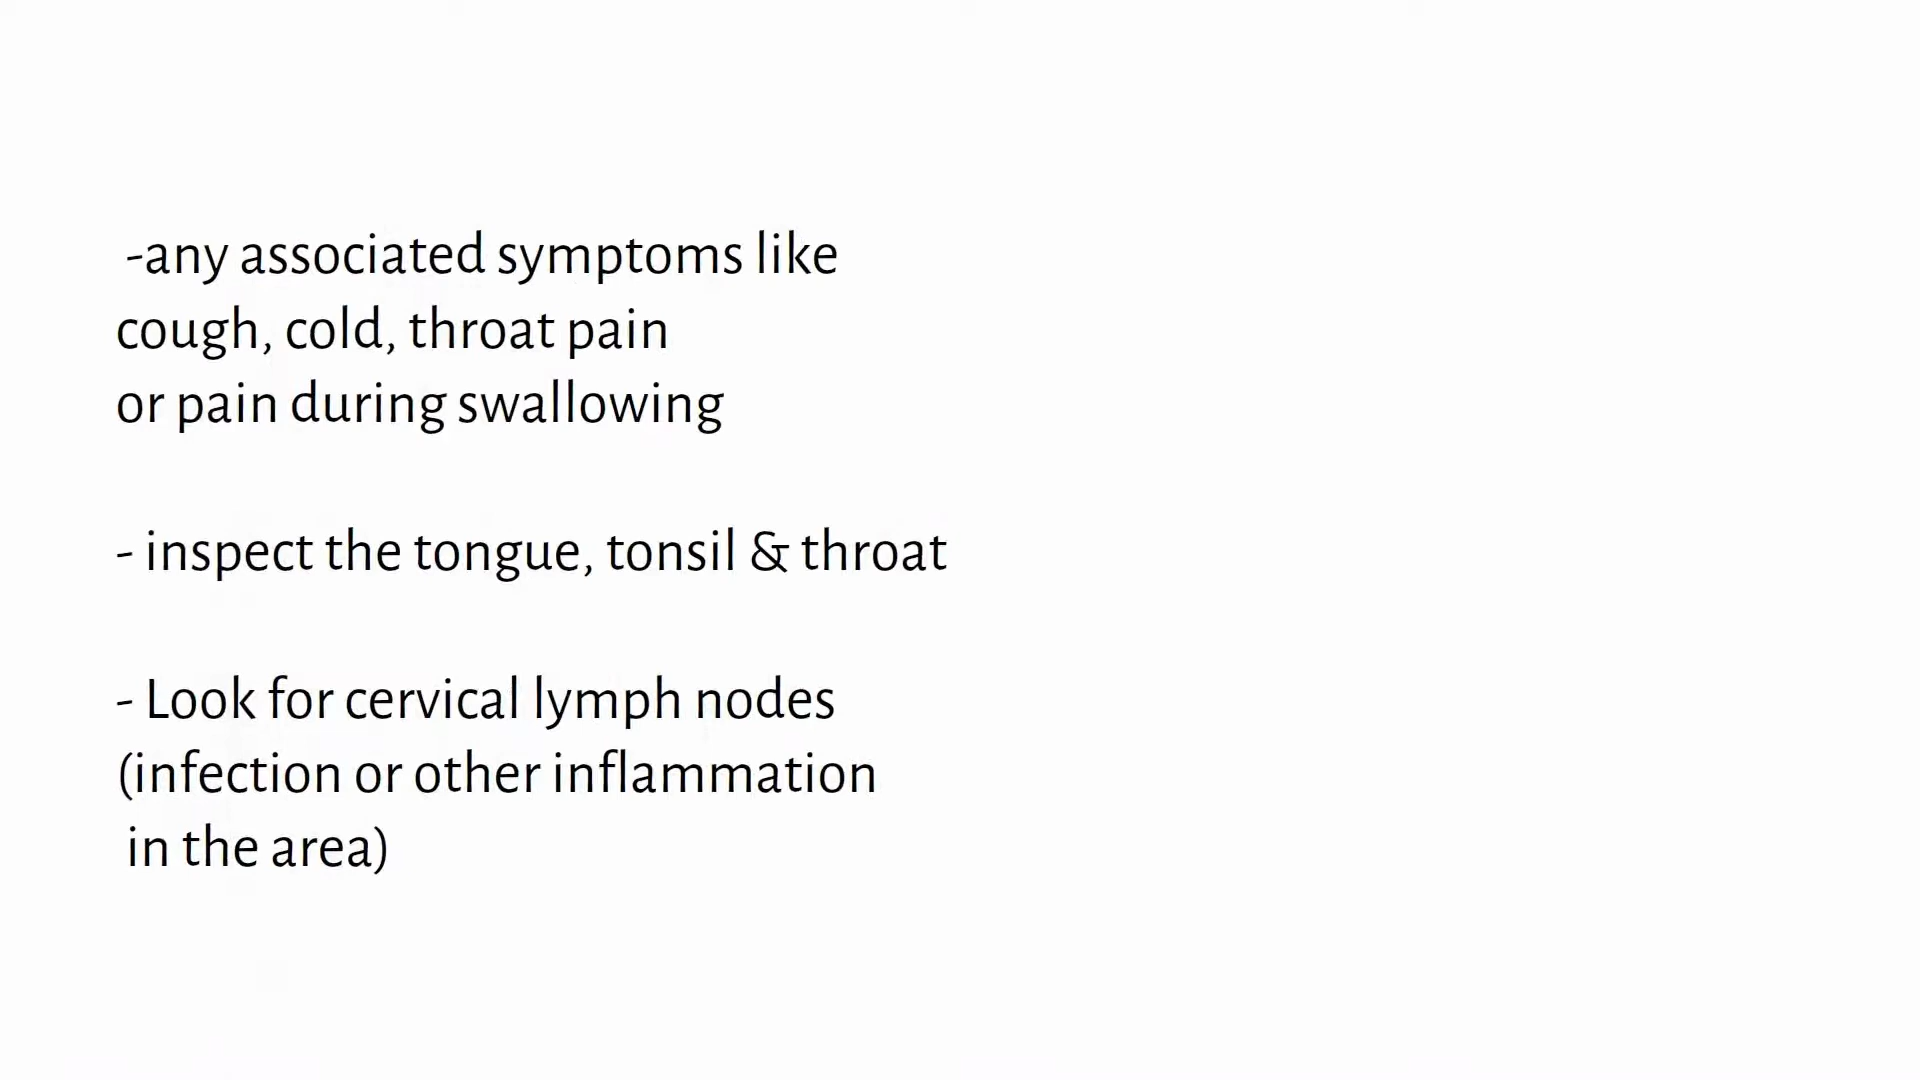 -any associated symptoms like
cough, cold, throat pain
or pain during swallowing
- inspect the tongue, tonsil & throat
- Look for cervical lymph nodes
(infection or other inflammation
in the area)